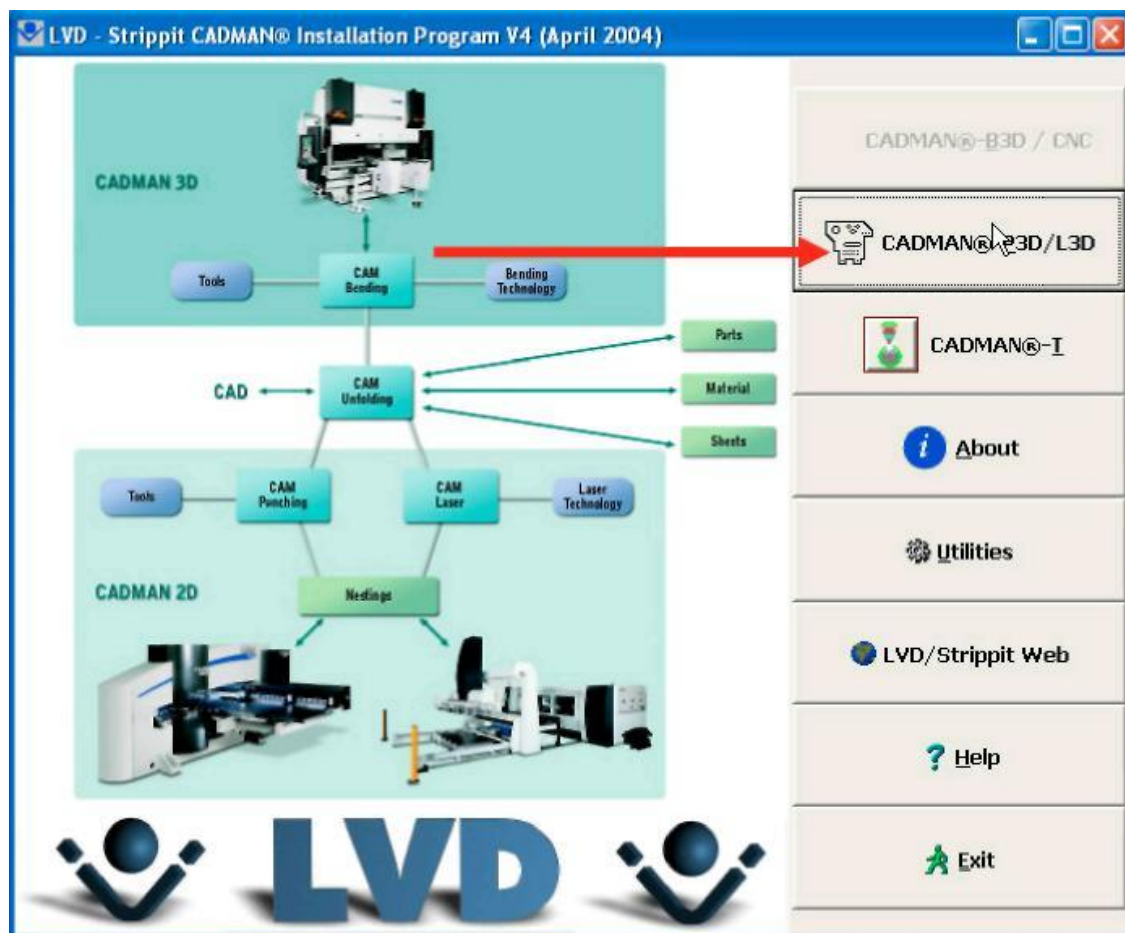 LVD - Strippit CADMAN® Installation Program V4 (April 2004)
CADMAN 3D
CAM
Bending
Tools
Bending
Technology
CAD
CAM
Unfolding
Parts
Material
Sheets
Tools
CAM
Punching
CAM
Laser
Laser
Technology
CADMAN 2D
Nestings
LVD
CADMAN®-B3D / CNC
CADMAN® 3D/L3D
CADMAN®-I
About
Utilities
LVD/Strippit Web
Help
Exit